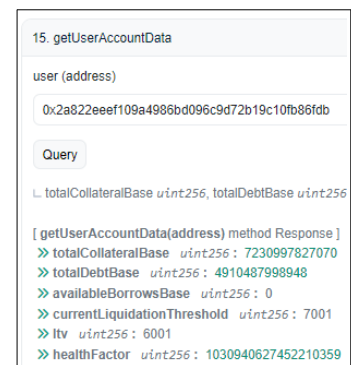 15. getUserAccountData
user (address)
0x2a822eeef109a4986bd096c9d72b19c10fb86fdb
Query
∟ totalCollateralBase uint256, totalDebtBase uint256
[ getUserAccountData(address) method Response ]
>> totalCollateralBase uint256 : 7230997827070
>> totalDebtBase uint256 : 4910487998948
>> availableBorrowsBase uint256 : 0
>> currentLiquidationThreshold uint256 : 7001
>> ltv uint256 : 6001
>> healthFactor uint256 : 1030940627452210359